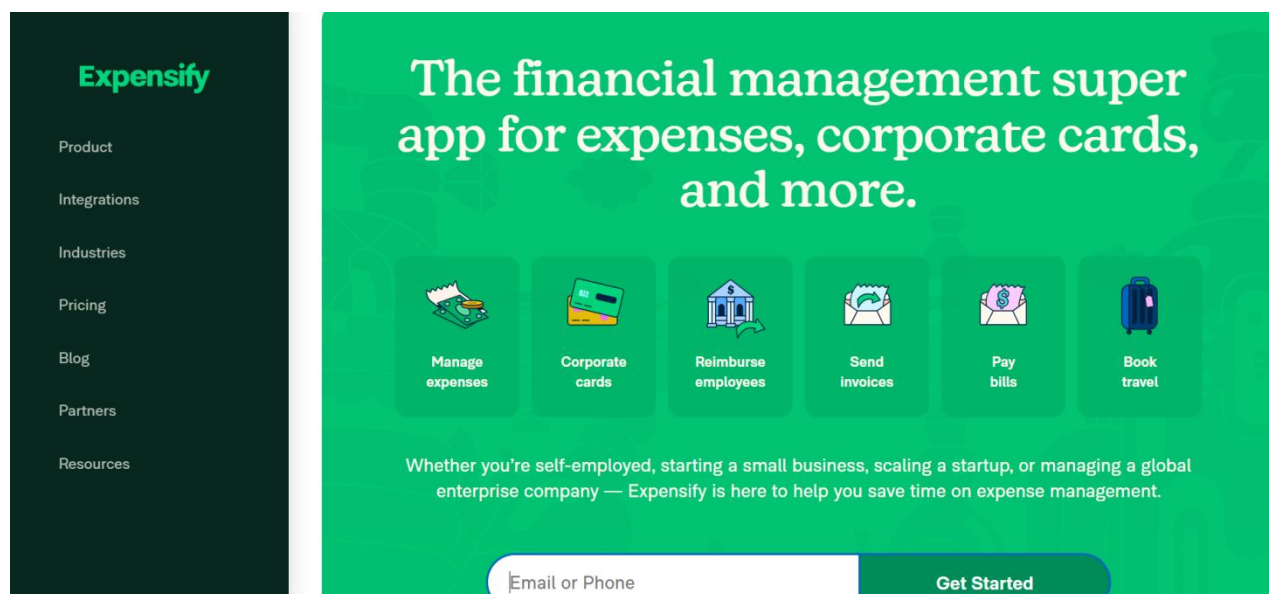 Expensify
Product
Integrations
Industries
Pricing
Blog
Partners
Resources
The financial management super
app for expenses, corporate cards,
and more.
Manage
expenses
Corporate
cards
Reimburse
employees
Send
invoices
Pay
bills
Book
travel
Whether you're self-employed, starting a small business, scaling a startup, or managing a global
enterprise company — Expensify is here to help you save time on expense management.
Email or Phone
Get Started